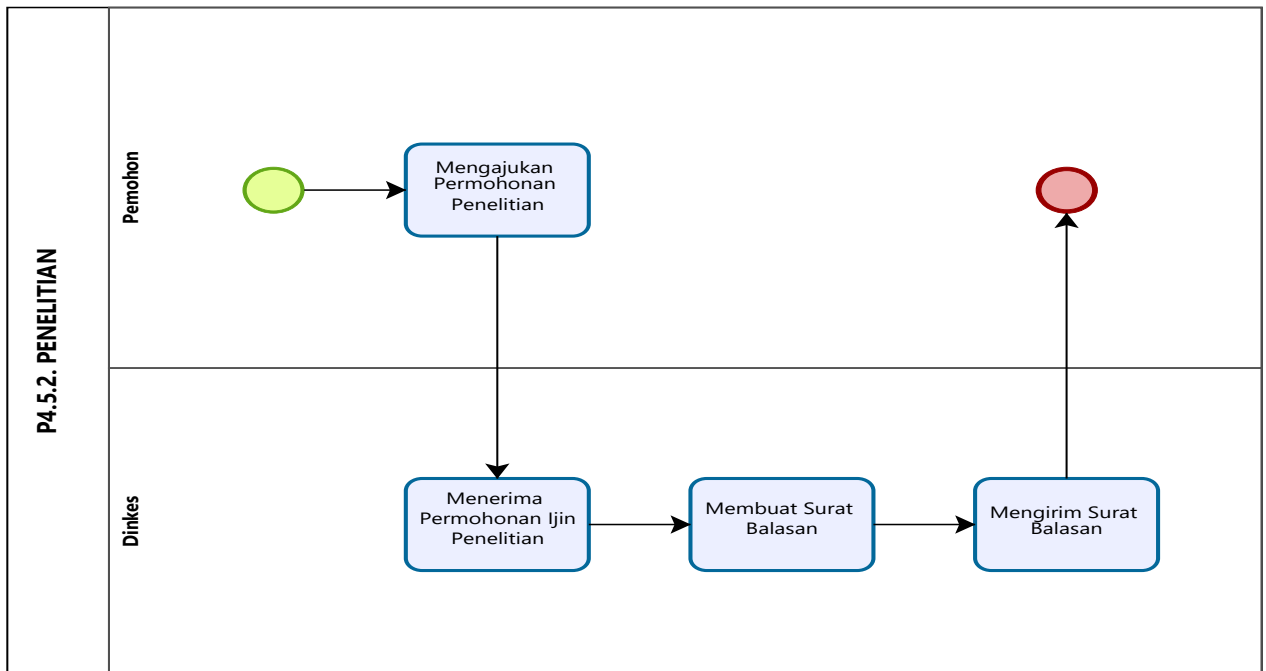 P4.5.2. PENELITIAN
Pemohon
Mengajukan
Permohonan
Penelitian
Dinkes
Menerima
Permohonan Ijin
Penelitian
Membuat Surat
Balasan
Mengirim Surat
Balasan